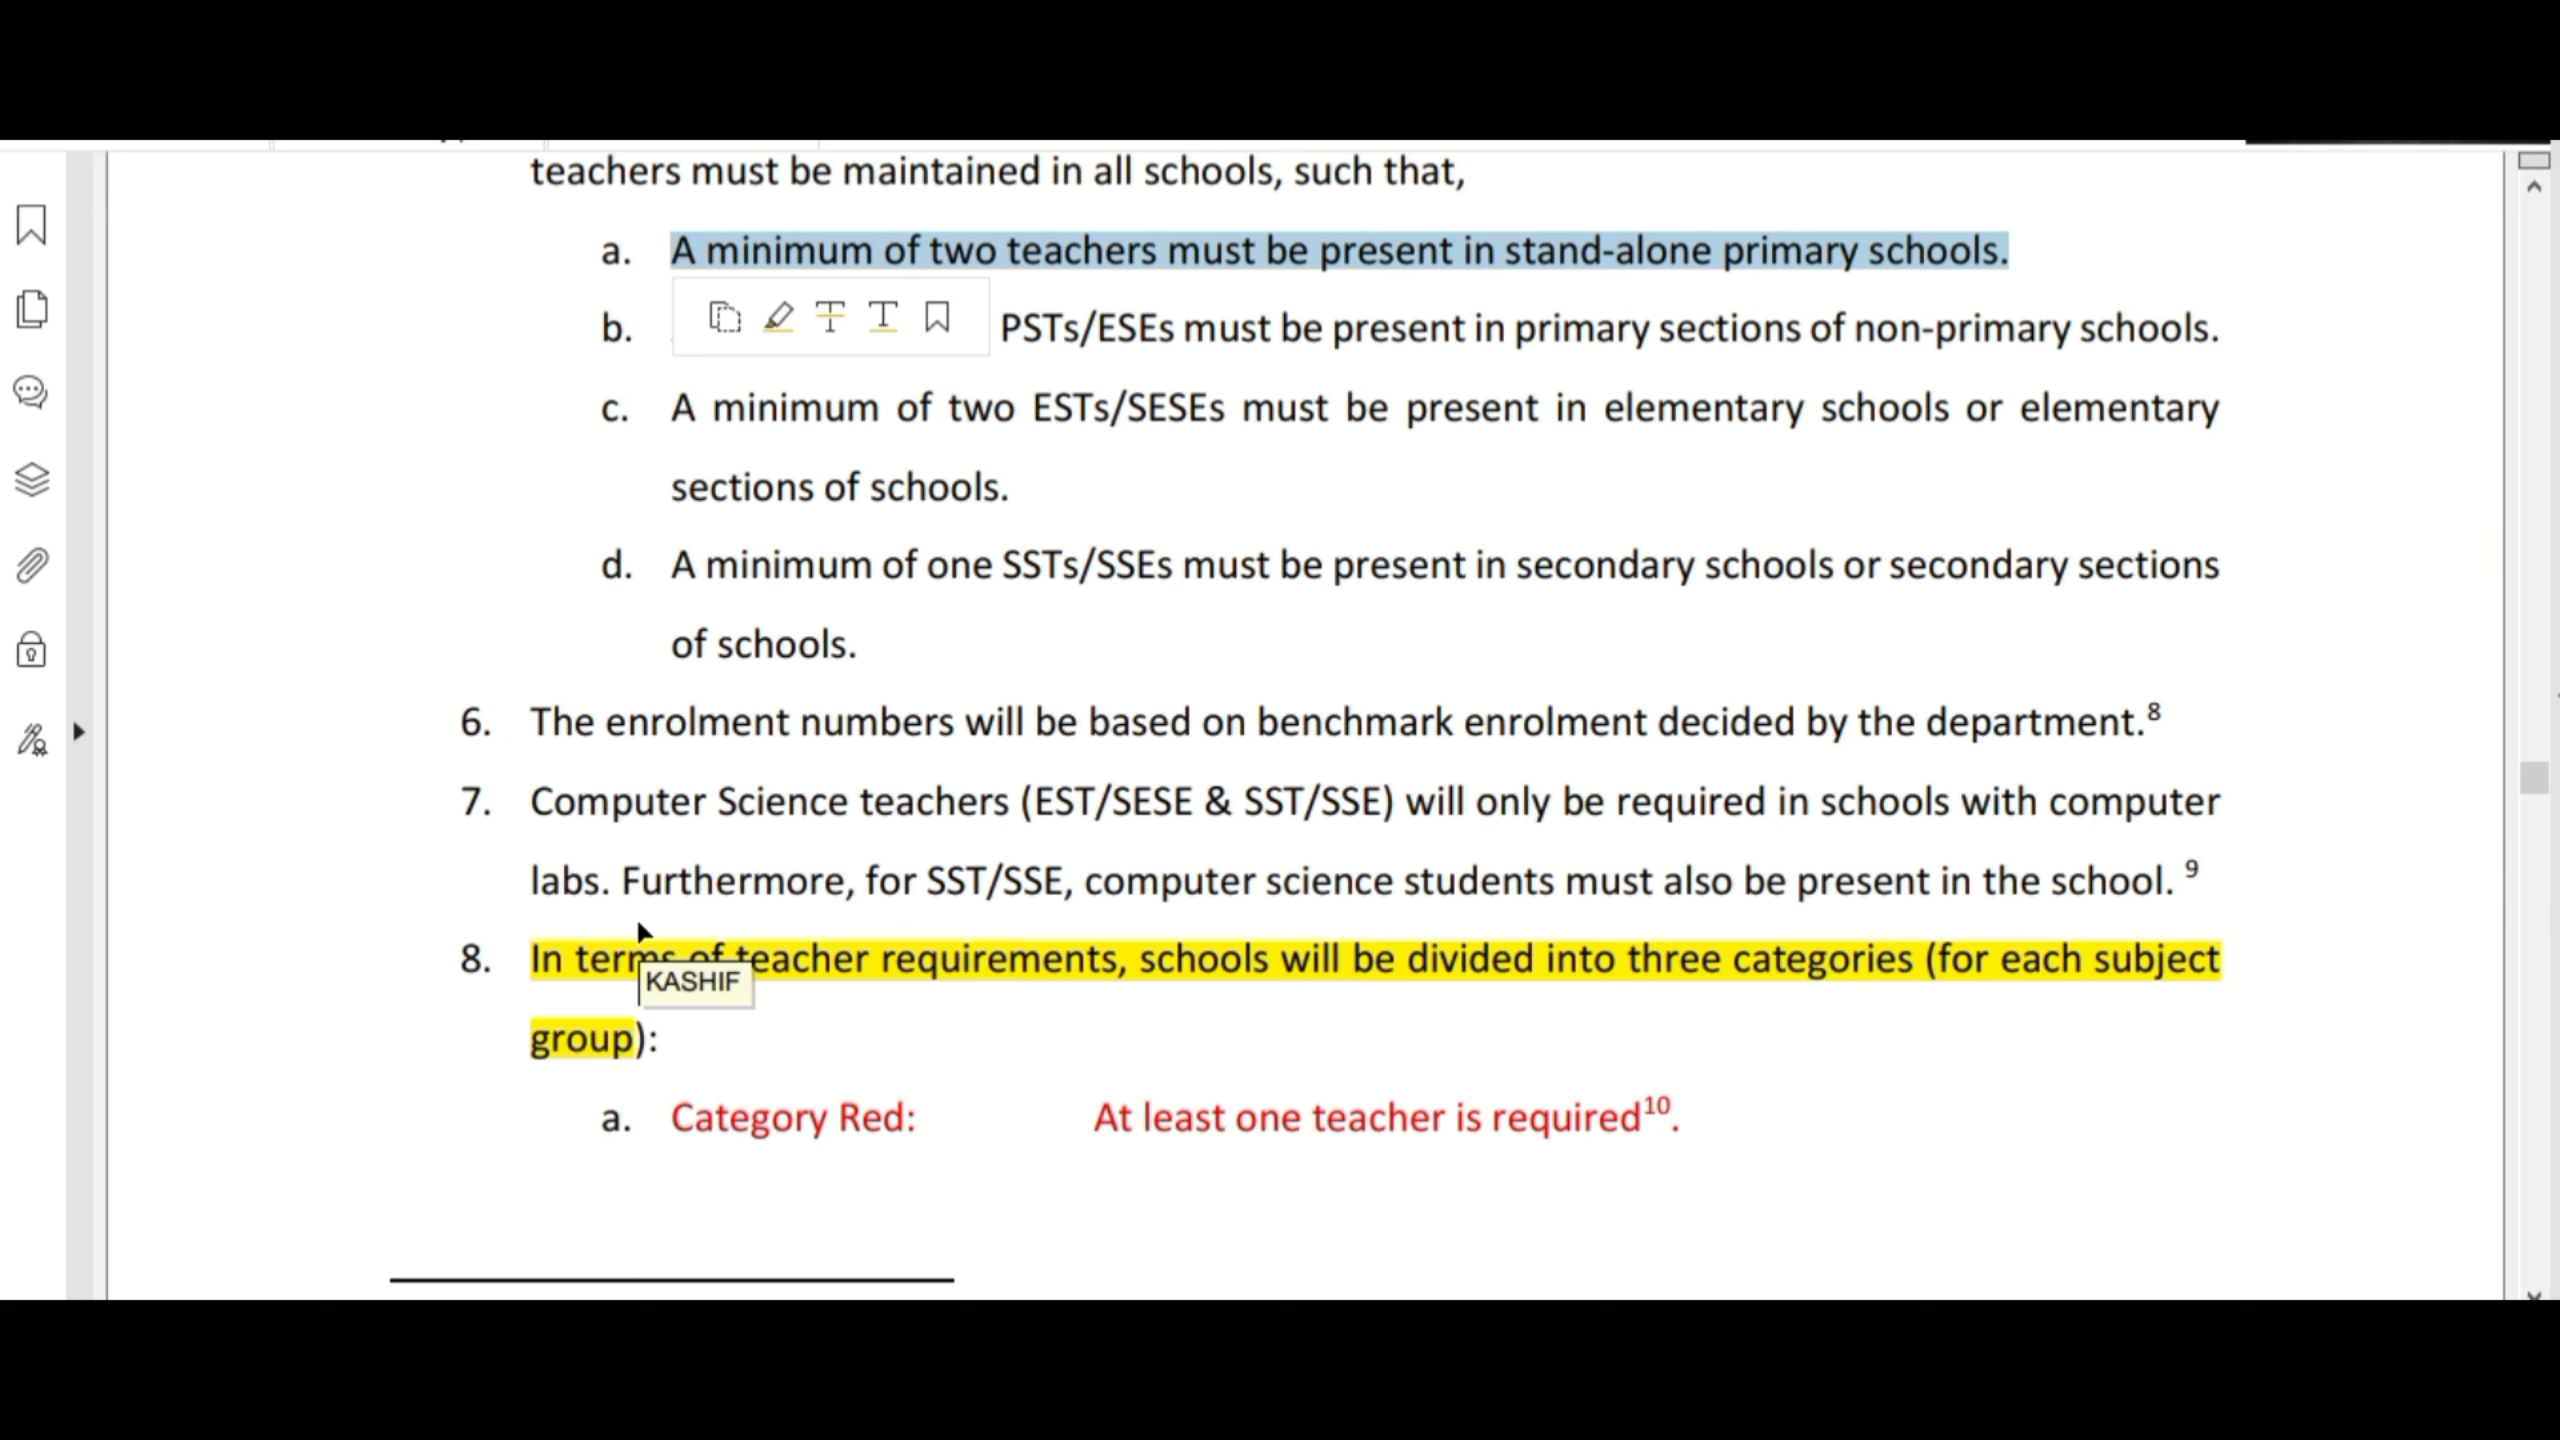 teachers must be maintained in all schools, such that,
a. A minimum of two teachers must be present in stand-alone primary schools.
b. PSTs/ESEs must be present in primary sections of non-primary schools.
c. A minimum of two ESTs/SESEs must be present in elementary schools or elementary
sections of schools.
d. A minimum of one SSTs/SSEs must be present in secondary schools or secondary sections
of schools.
6. The enrolment numbers will be based on benchmark enrolment decided by the department.⁸
7. Computer Science teachers (EST/SESE & SST/SSE) will only be required in schools with computer
labs. Furthermore, for SST/SSE, computer science students must also be present in the school. ⁹
8. In terms of teacher requirements, schools will be divided into three categories (for each subject
KASHIF
group):
a. Category Red: At least one teacher is required¹⁰.